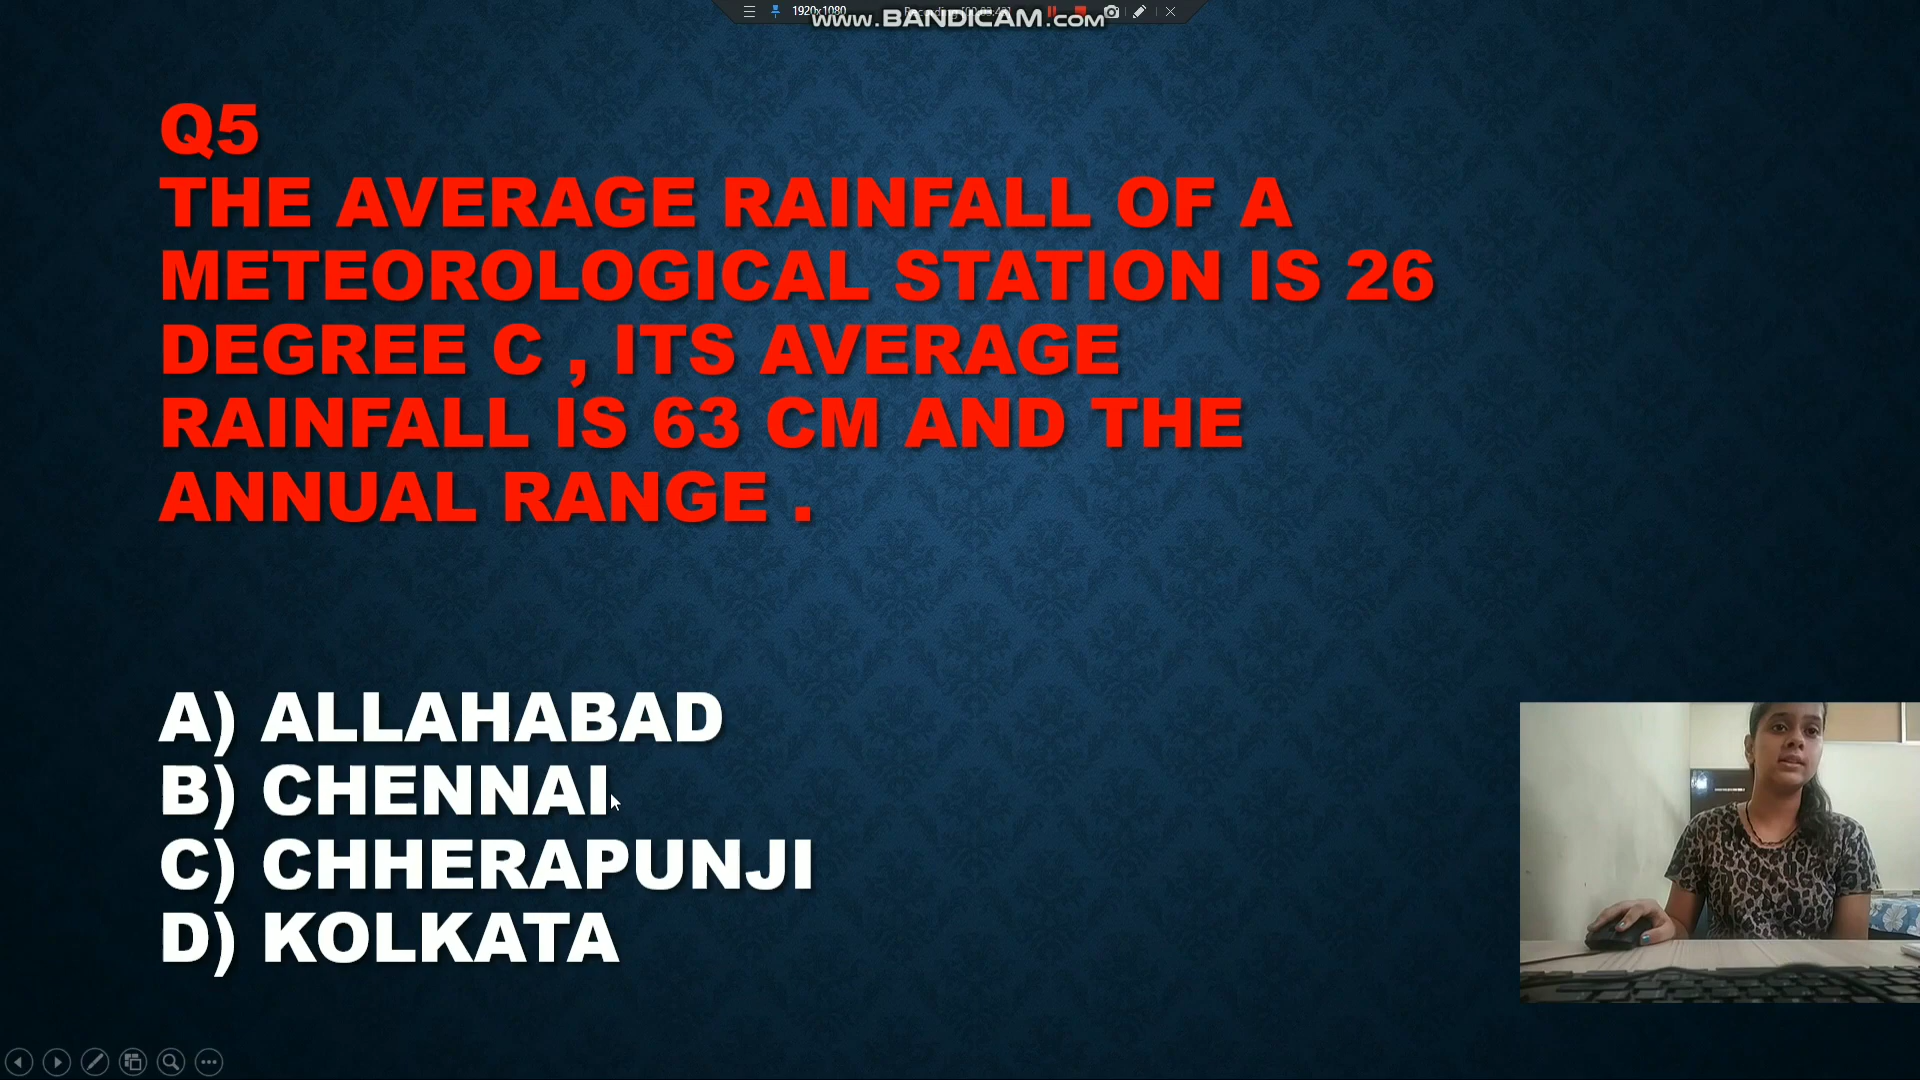 1920x1080
www.BANDICAM.com
Q5
THE AVERAGE RAINFALL OF A
METEOROLOGICAL STATION IS 26
DEGREE C , ITS AVERAGE
RAINFALL IS 63 CM AND THE
ANNUAL RANGE .
A) ALLAHABAD
B) CHENNAI
C) CHHERAPUNJI
D) KOLKATA